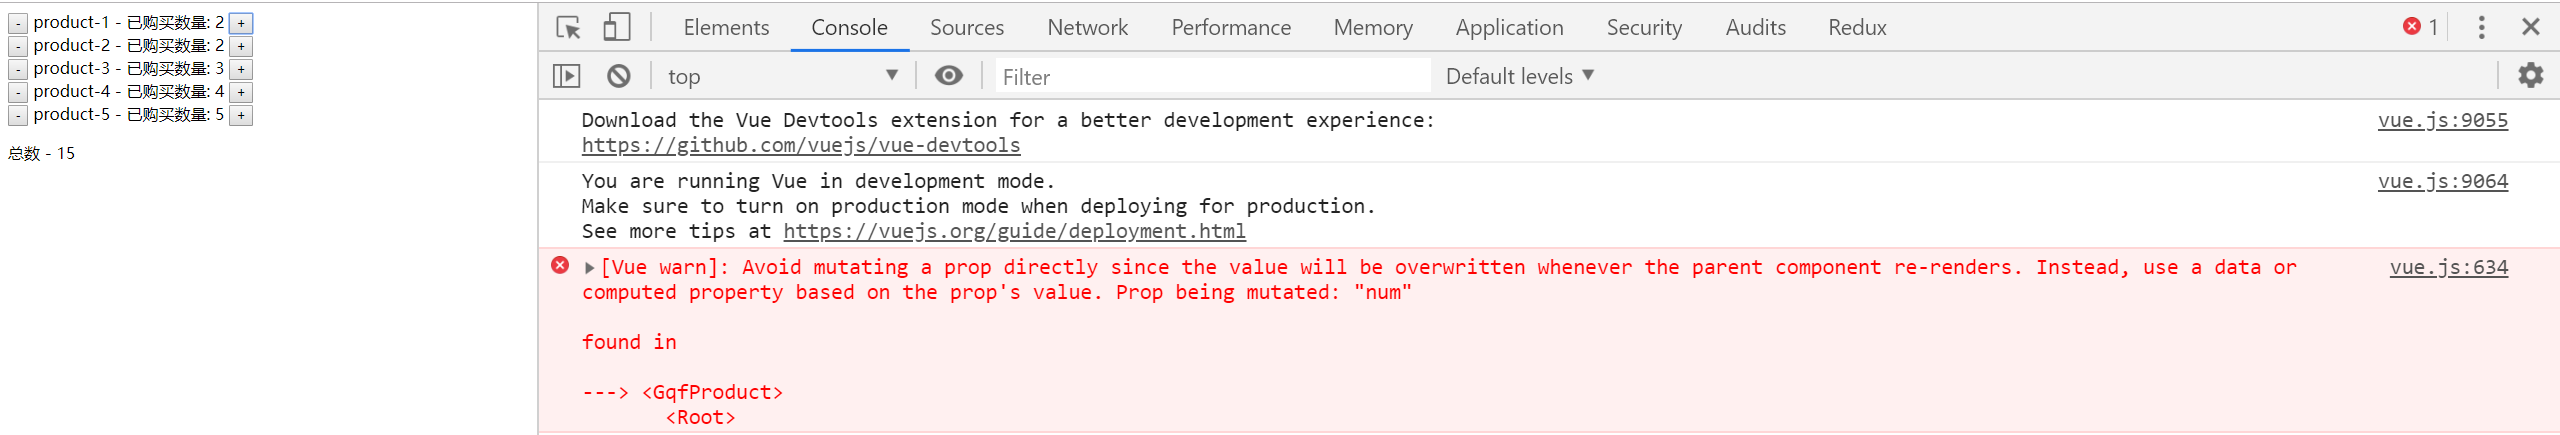 - product-1 - 已购买数量: 2 +
- product-2 - 已购买数量: 2 +
- product-3 - 已购买数量: 3 +
- product-4 - 已购买数量: 4 +
- product-5 - 已购买数量: 5 +
总数 - 15
Elements Console Sources Network Performance Memory Application Security Audits Redux 1
top Filter Default levels
Download the Vue Devtools extension for a better development experience: vue.js:9055
https://github.com/vuejs/vue-devtools
You are running Vue in development mode. vue.js:9064
Make sure to turn on production mode when deploying for production.
See more tips at https://vuejs.org/guide/deployment.html
[Vue warn]: Avoid mutating a prop directly since the value will be overwritten whenever the parent component re-renders. Instead, use a data or vue.js:634
computed property based on the prop's value. Prop being mutated: "num"
found in
---> <GqfProduct>
<Root>